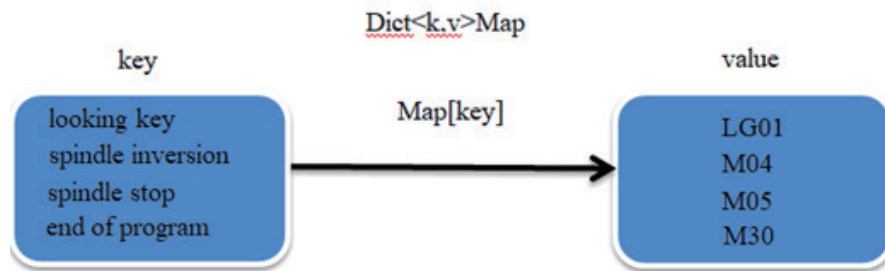 Dict<k,v>Map
key
value
Map[key]
looking key
spindle inversion
spindle stop
end of program
LG01
M04
M05
M30